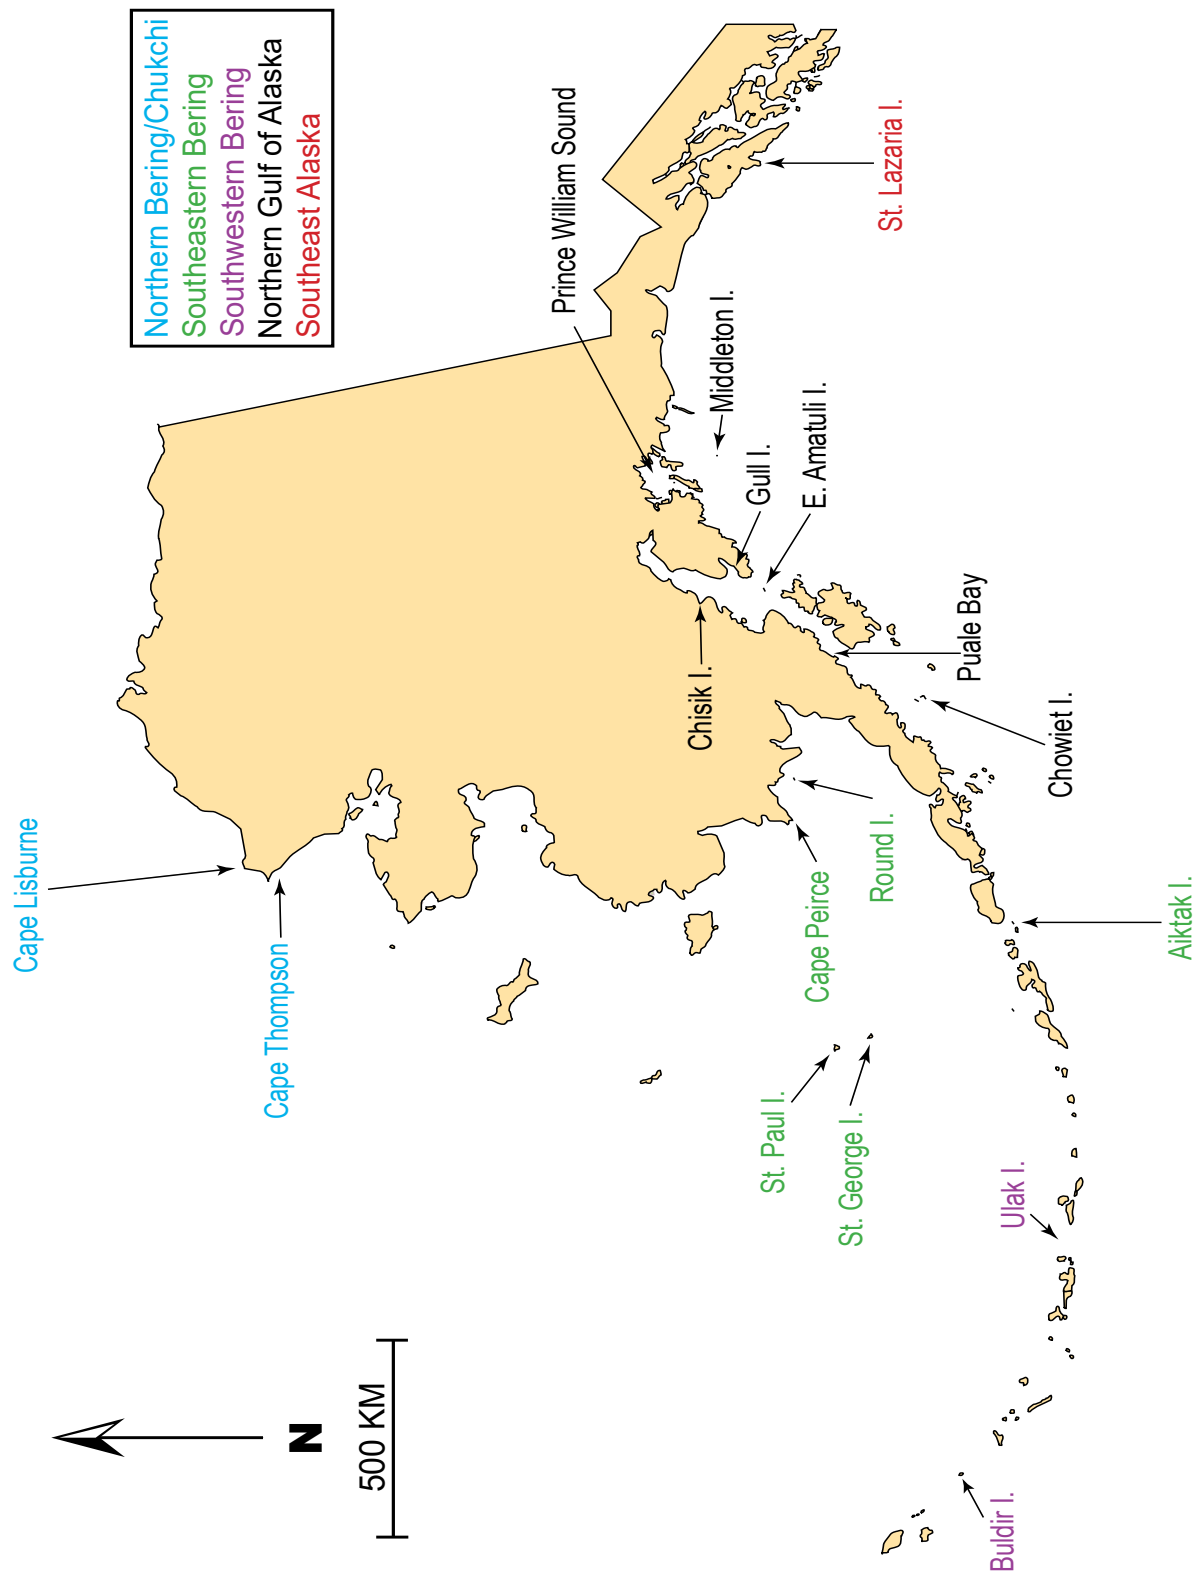 Northern Bering/Chukchi
Southeastern Bering
Southwestern Bering
Northern Gulf of Alaska
Southeast Alaska
Cape Lisburne
Cape Thompson
N
500 KM
Prince William Sound
Middleton I.
Gull I.
E. Amatuli I.
Chisik I.
Puale Bay
Chowiet I.
St. Lazaria I.
Round I.
Cape Peirce
St. Paul I.
St. George I.
Aiktak I.
Ulak I.
Buldir I.